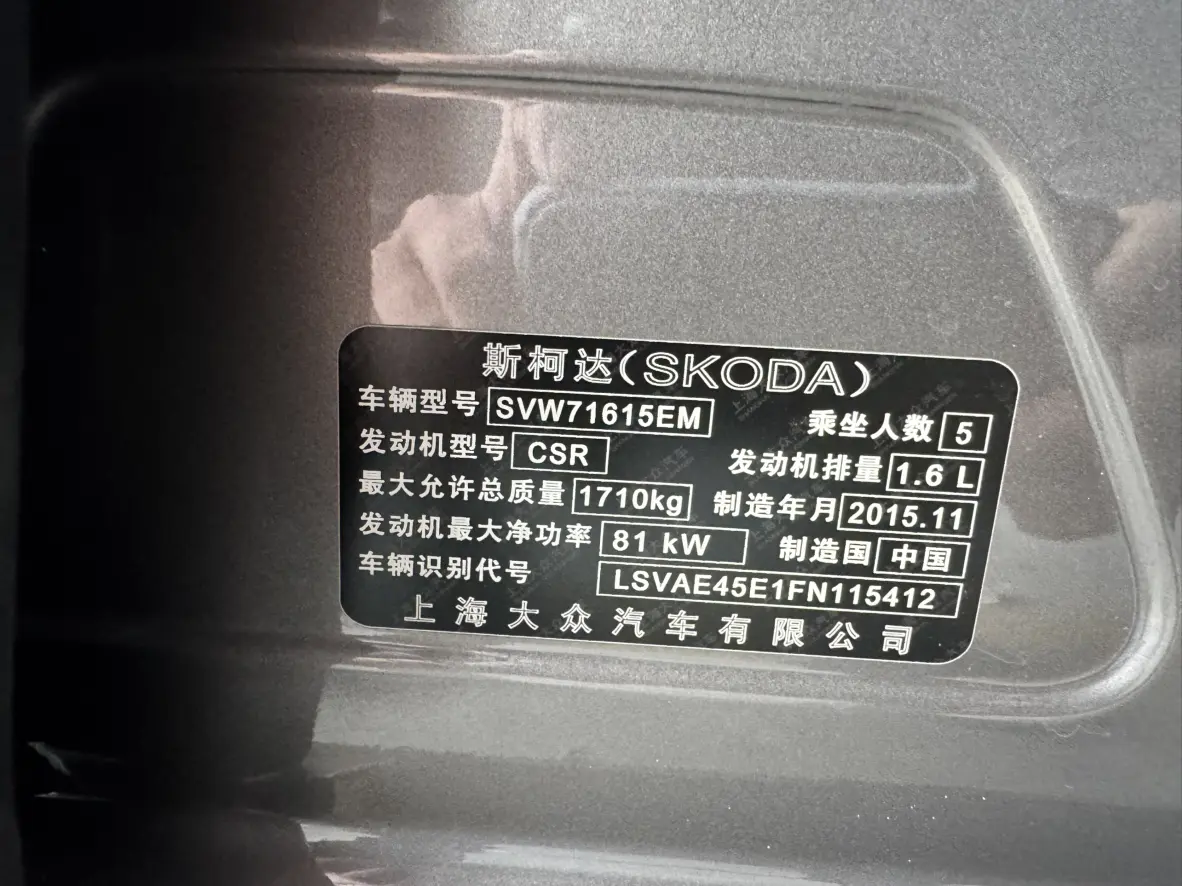 斯柯达(SKODA)
车辆型号 SVW71615EM 乘坐人数 5
发动机型号 CSR 发动机排量 1.6 L
最大允许总质量 1710kg 制造年月 2015.11
发动机最大净功率 81 kW 制造国 中国
车辆识别代号 LSVAE45E1FN115412
上海大众汽车有限公司